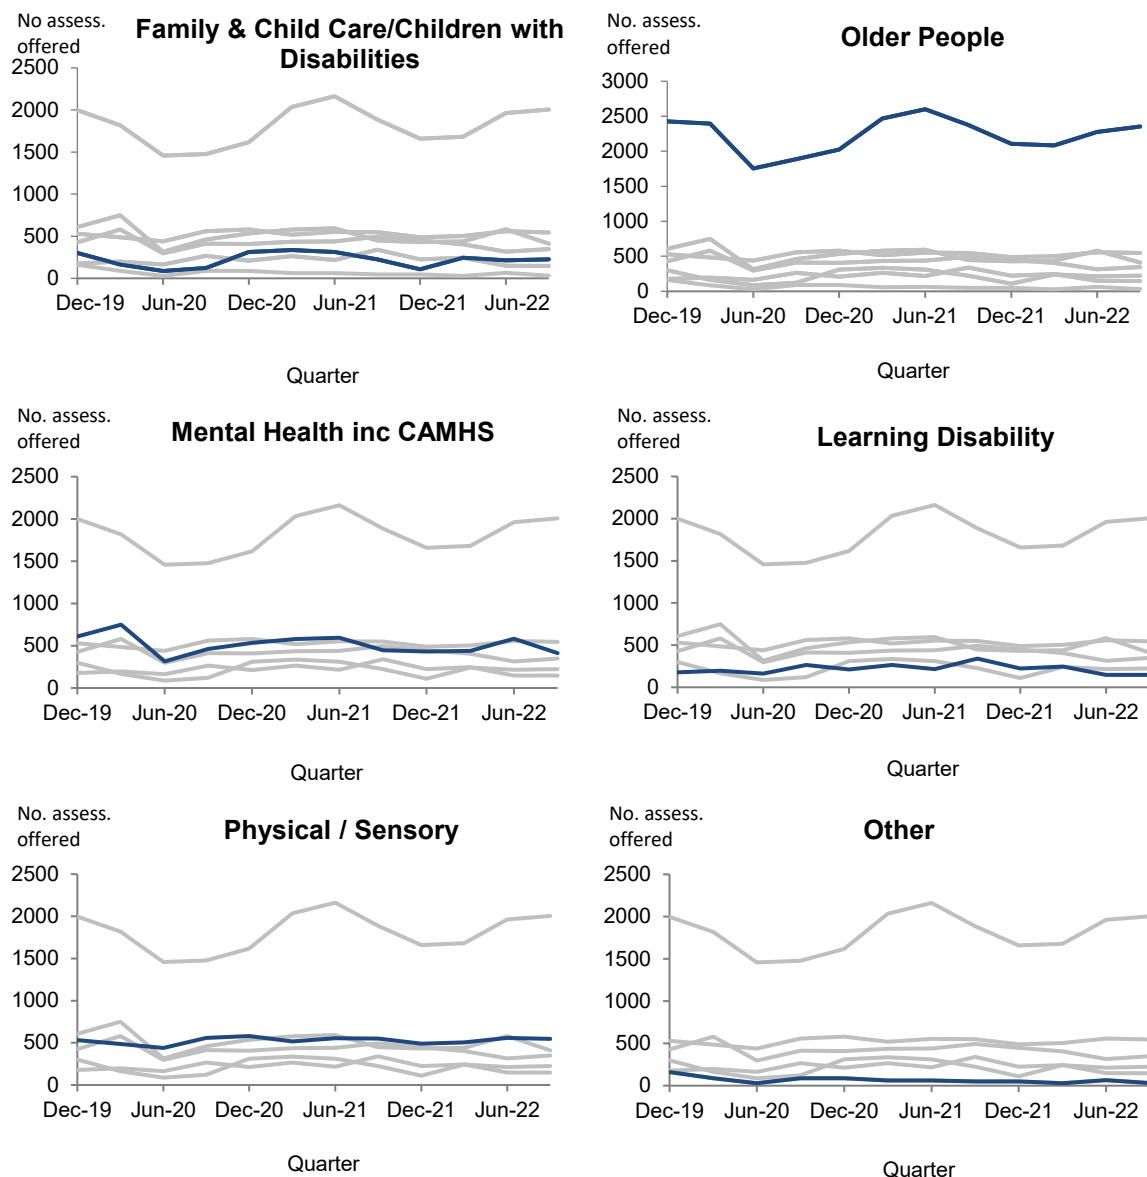 No assess.
offered
Family & Child Care/Children with
Disabilities
2500
2000
1500
1000
500
0
Dec-19 Jun-20 Dec-20 Jun-21 Dec-21 Jun-22
Quarter
No. assess.
offered
Older People
3000
2500
2000
1500
1000
500
0
Dec-19 Jun-20 Dec-20 Jun-21 Dec-21 Jun-22
Quarter
No. assess.
offered
Mental Health inc CAMHS
2500
2000
1500
1000
500
0
Dec-19 Jun-20 Dec-20 Jun-21 Dec-21 Jun-22
Quarter
No. assess.
offered
Learning Disability
2500
2000
1500
1000
500
0
Dec-19 Jun-20 Dec-20 Jun-21 Dec-21 Jun-22
Quarter
No. assess.
offered
Physical / Sensory
2500
2000
1500
1000
500
0
Dec-19 Jun-20 Dec-20 Jun-21 Dec-21 Jun-22
Quarter
No. assess.
offered
Other
2500
2000
1500
1000
500
0
Dec-19 Jun-20 Dec-20 Jun-21 Dec-21 Jun-22
Quarter